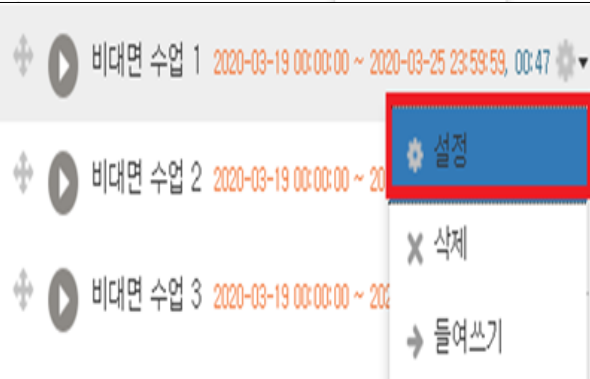 비대면 수업 1 2020-03-19 00:00:00 ~ 2020-03-25 23:59:59, 00:47
설정
비대면 수업 2 2020-03-19 00:00:00 ~ 20
삭제
비대면 수업 3 2020-03-19 00:00:00 ~ 202
들여쓰기